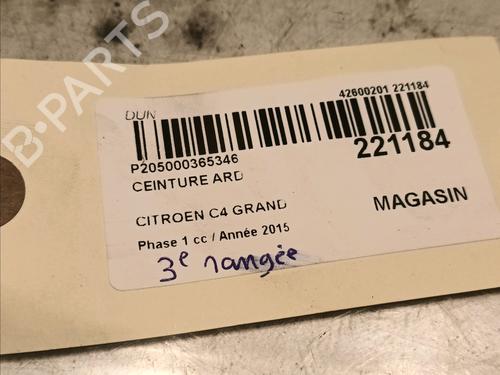 B-PARTS
DUN
42600201 221184
P205000365346
221184
CEINTURE ARD
CITROEN C4 GRAND
MAGASIN
Phase 1 cc / Année 2015
3e rangée